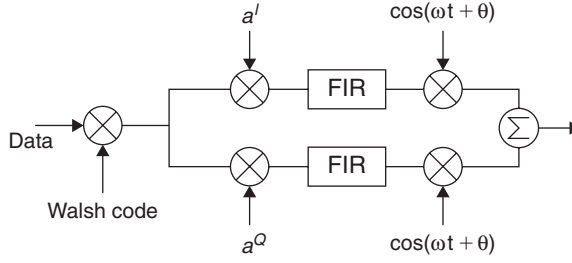 a^I
cos(ωt + θ)
FIR
Σ
Data
FIR
Walsh code
a^Q
cos(ωt + θ)